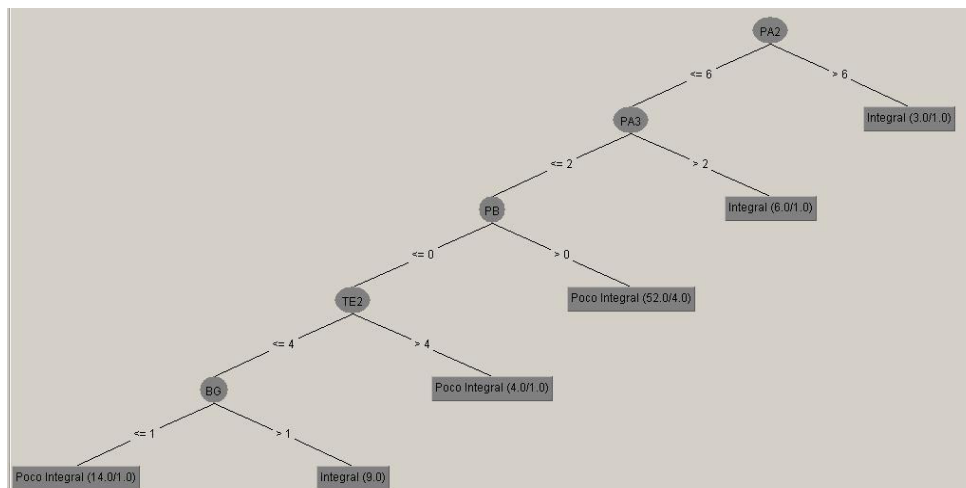 PA2
<= 6
> 6
PA3
Integral (3.0/1.0)
<= 2
> 2
PB
Integral (6.0/1.0)
<= 0
> 0
TE2
Poco Integral (52.0/4.0)
<= 4
> 4
BG
Poco Integral (4.0/1.0)
<= 1
> 1
Poco Integral (14.0/1.0)
Integral (9.0)